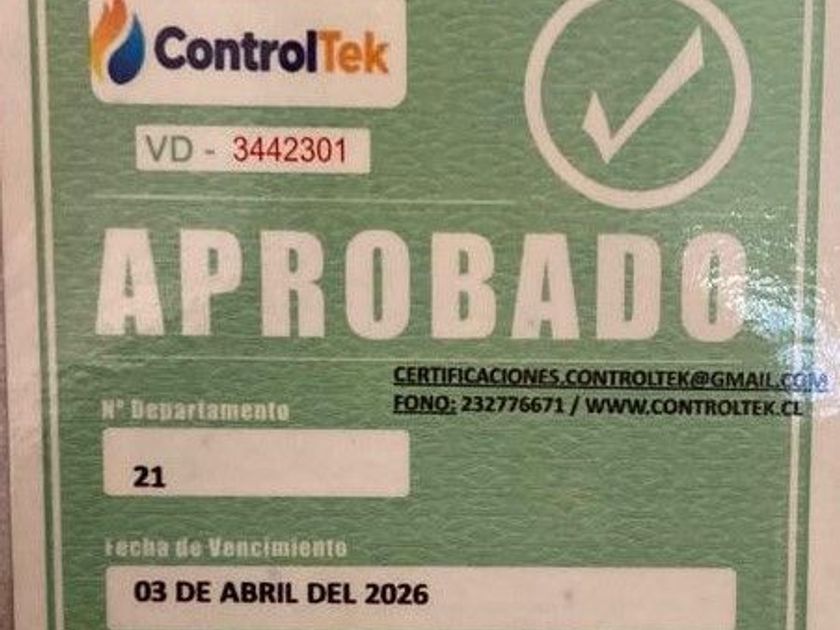 ControlTek
VD - 3442301
APROBADO
CERTIFICACIONES.CONTROLTEK@GMAIL.COM
FONO: 232776671 / WWW.CONTROLTEK.CL
N° Departamento
21
Fecha de Vencimiento
03 DE ABRIL DEL 2026